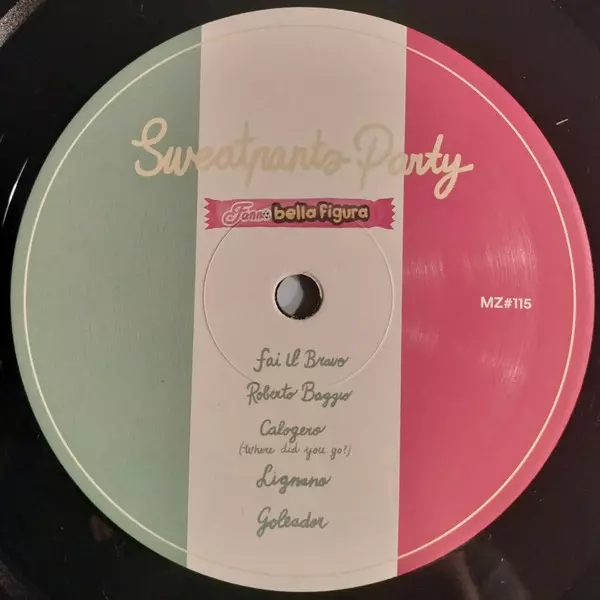 Sweatpants Party
Fanno bella figura
MZ#115
Fai Il Bravo
Roberto Baggio
Calogero
(Where did you go?)
Lignano
Goleador